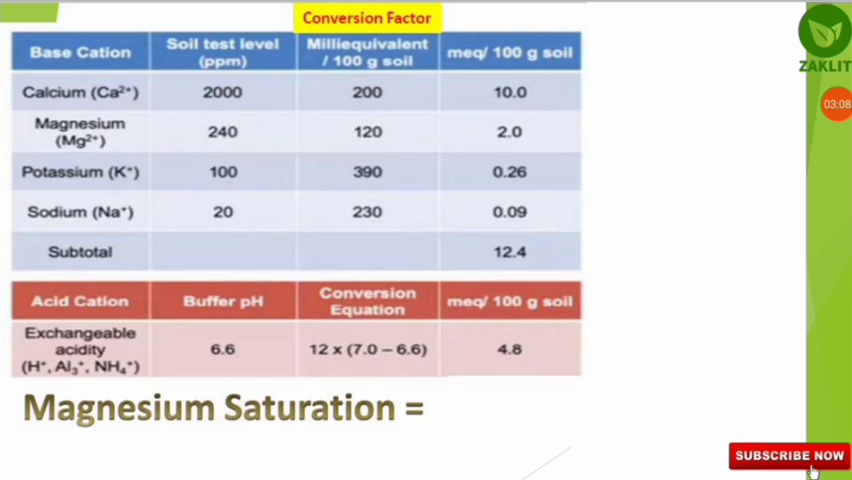 Conversion Factor
Base Cation Soil test level (ppm) Milliequivalent / 100 g soil meq/ 100 g soil
Calcium (Ca²⁺) 2000 200 10.0
Magnesium (Mg²⁺) 240 120 2.0
Potassium (K⁺) 100 390 0.26
Sodium (Na⁺) 20 230 0.09
Subtotal 12.4
Acid Cation Buffer pH Conversion Equation meq/ 100 g soil
Exchangeable acidity (H⁺, Al₃⁺, NH₄⁺) 6.6 12 x (7.0 – 6.6) 4.8
Magnesium Saturation =
ZAKLIT
03:08
SUBSCRIBE NOW